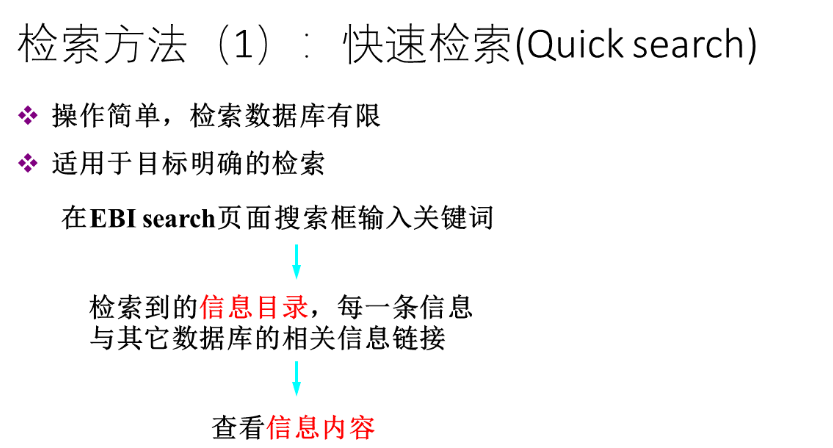 检索方法（1）： 快速检索(Quick search)
操作简单，检索数据库有限
适用于目标明确的检索
在EBI search页面搜索框输入关键词
检索到的信息目录，每一条信息
与其它数据库的相关信息链接
查看信息内容